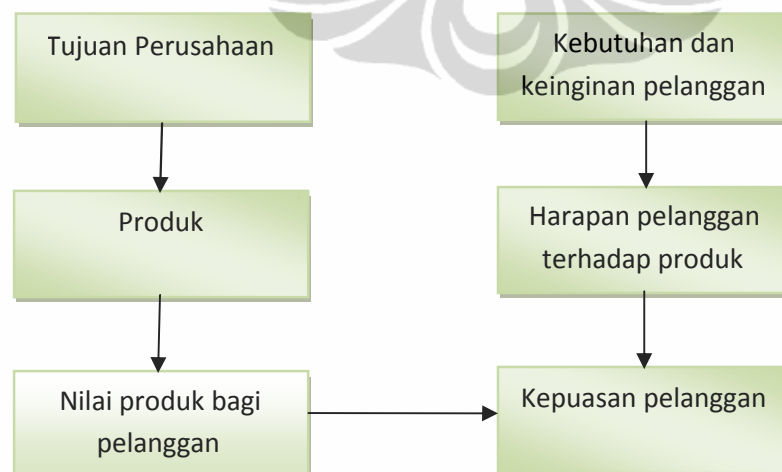 Tujuan Perusahaan
Kebutuhan dan
keinginan pelanggan
Produk
Harapan pelanggan
terhadap produk
Nilai produk bagi
pelanggan
Kepuasan pelanggan